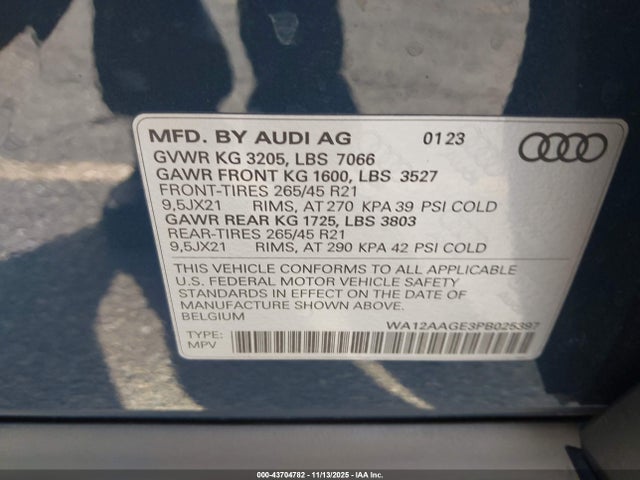 MFD. BY AUDI AG 01 23
GVWR KG 3205, LBS 7066
GAWR FRONT KG 1600, LBS 3527
FRONT-TIRES 265/45 R21
9,5JX21 RIMS, AT 270 KPA 39 PSI COLD
GAWR REAR KG 1725, LBS 3803
REAR-TIRES 265/45 R21
9,5JX21 RIMS, AT 290 KPA 42 PSI COLD
THIS VEHICLE CONFORMS TO ALL APPLICABLE
U.S. FEDERAL MOTOR VEHICLE SAFETY
STANDARDS IN EFFECT ON THE DATE OF
MANUFACTURE SHOWN ABOVE.
BELGIUM
WA12AAGE3PB025397
TYPE:
MPV
000-43704782 - 11/13/2025 - IAA Inc.